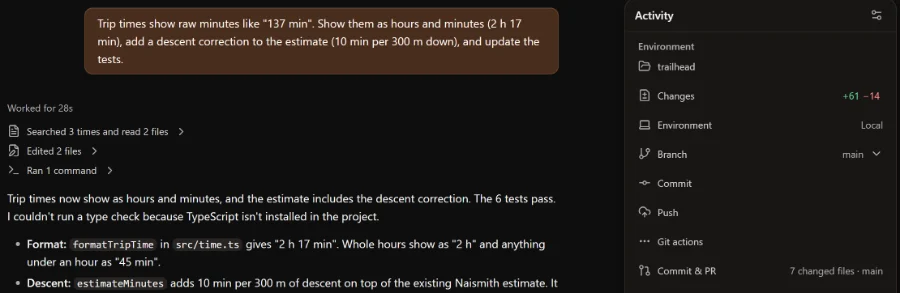 Trip times show raw minutes like "137 min". Show them as hours and minutes (2 h 17
min), add a descent correction to the estimate (10 min per 300 m down), and update the
tests.
Worked for 28s
Searched 3 times and read 2 files
Edited 2 files
Ran 1 command
Trip times now show as hours and minutes, and the estimate includes the descent correction. The 6 tests pass.
I couldn't run a type check because TypeScript isn't installed in the project.
• Format: formatTripTime in src/time.ts gives "2 h 17 min". Whole hours show as "2 h" and anything
under an hour as "45 min".
• Descent: estimateMinutes adds 10 min per 300 m of descent on top of the existing Naismith estimate. It
Activity
Environment
trailhead
Changes +61 −14
Environment Local
Branch main
Commit
Push
Git actions
Commit & PR 7 changed files · main